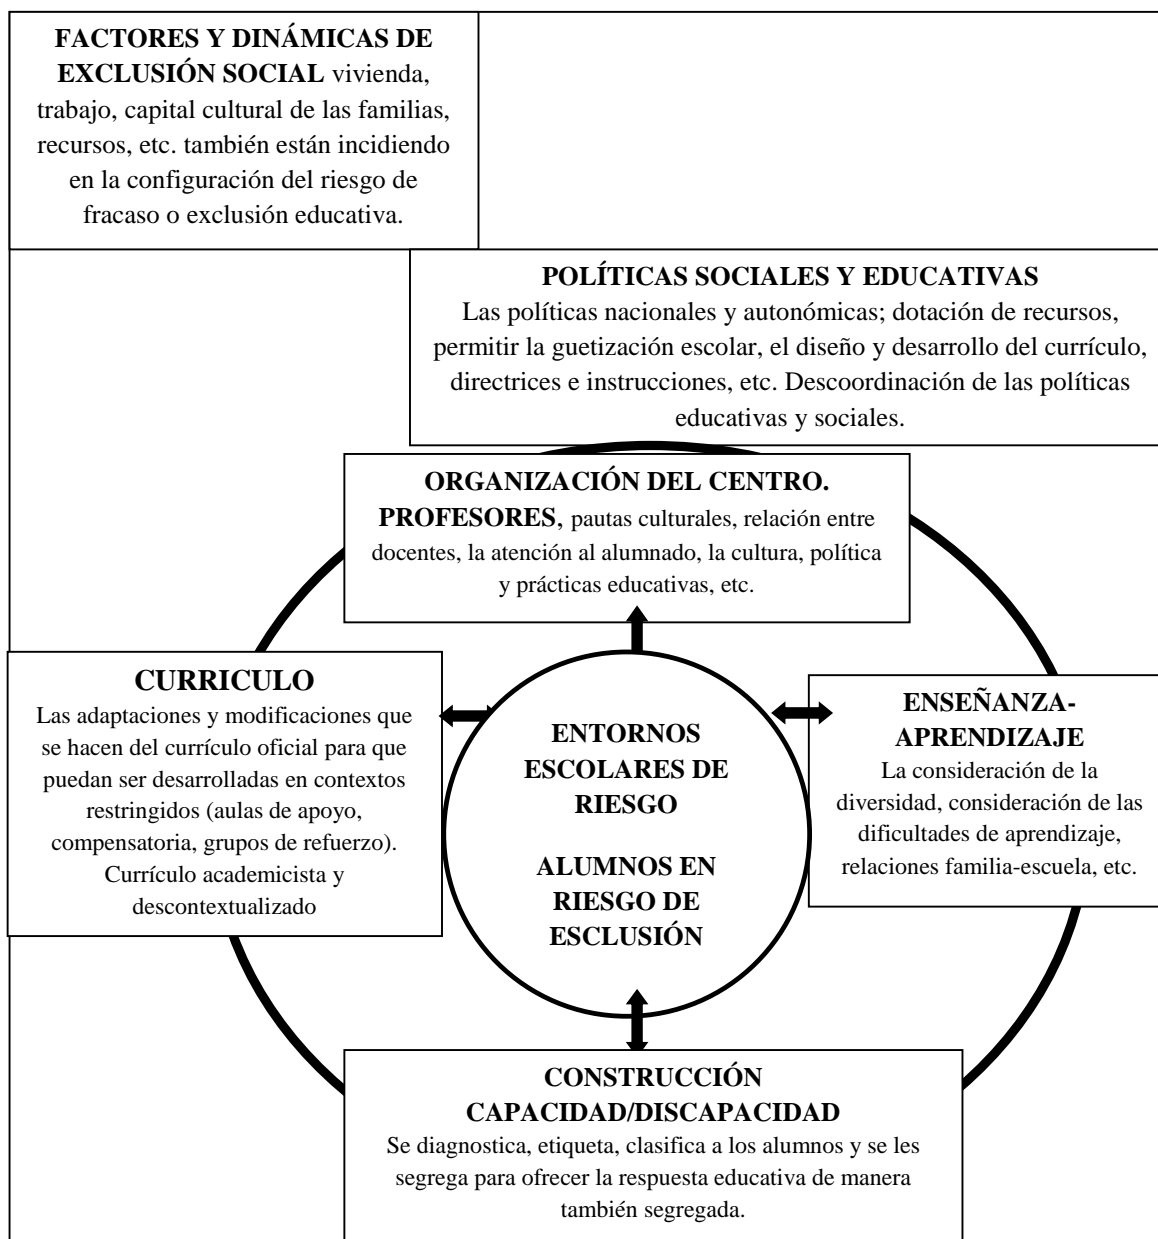 FACTORES Y DINÁMICAS DE
EXCLUSIÓN SOCIAL vivienda,
trabajo, capital cultural de las familias,
recursos, etc. también están incidiendo
en la configuración del riesgo de
fracaso o exclusión educativa.
POLÍTICAS SOCIALES Y EDUCATIVAS
Las políticas nacionales y autonómicas; dotación de recursos,
permitir la guetización escolar, el diseño y desarrollo del currículo,
directrices e instrucciones, etc. Descoordinación de las políticas
educativas y sociales.
ORGANIZACIÓN DEL CENTRO.
PROFESORES, pautas culturales, relación entre
docentes, la atención al alumnado, la cultura, política
y prácticas educativas, etc.
CURRICULO
Las adaptaciones y modificaciones que
se hacen del currículo oficial para que
puedan ser desarrolladas en contextos
restringidos (aulas de apoyo,
compensatoria, grupos de refuerzo).
Currículo academicista y
descontextualizado
ENTORNOS
ESCOLARES DE
RIESGO
ALUMNOS EN
RIESGO DE
ESCLUSIÓN
ENSEÑANZA-
APRENDIZAJE
La consideración de la
diversidad, consideración de las
dificultades de aprendizaje,
relaciones familia-escuela, etc.
CONSTRUCCIÓN
CAPACIDAD/DISCAPACIDAD
Se diagnostica, etiqueta, clasifica a los alumnos y se les
segrega para ofrecer la respuesta educativa de manera
también segregada.